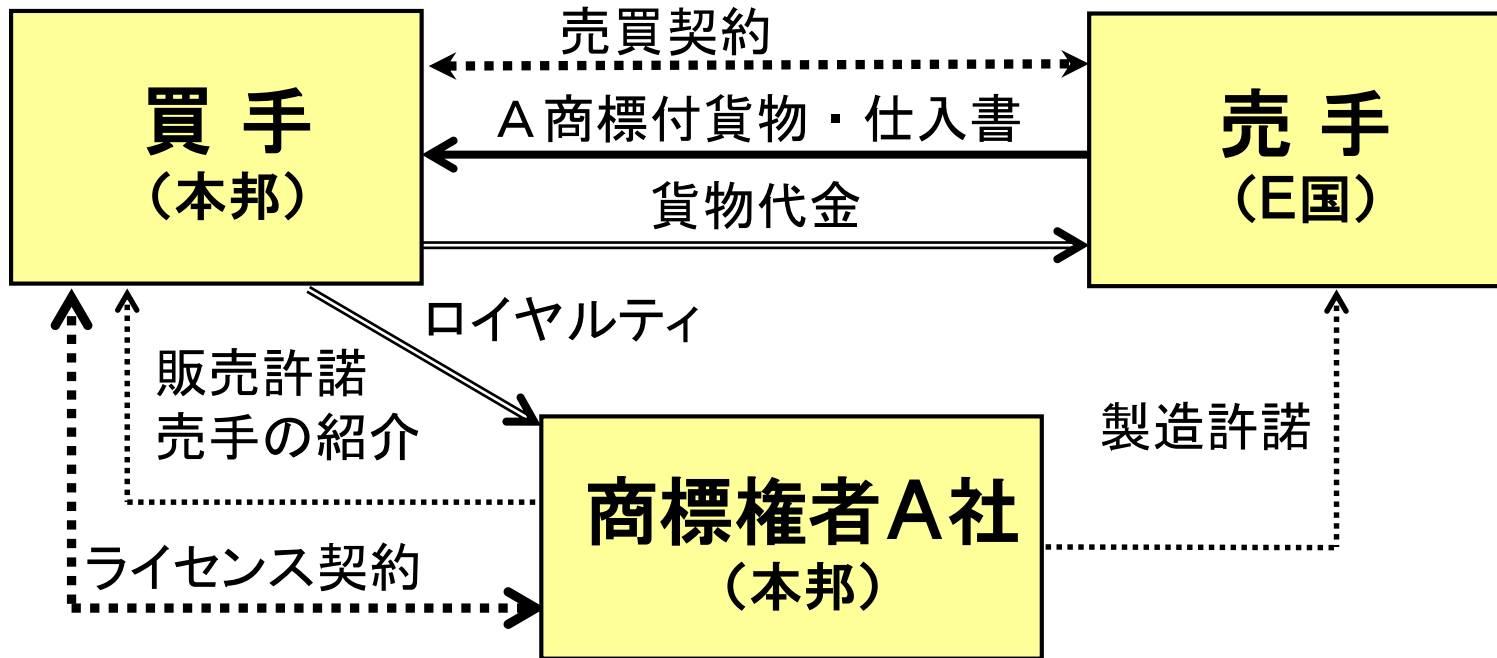 売買契約
買 手
(本邦)
A商標付貨物・仕入書
売 手
(E国)
貨物代金
ロイヤルティ
販売許諾
売手の紹介
製造許諾
商標権者A社
(本邦)
ライセンス契約